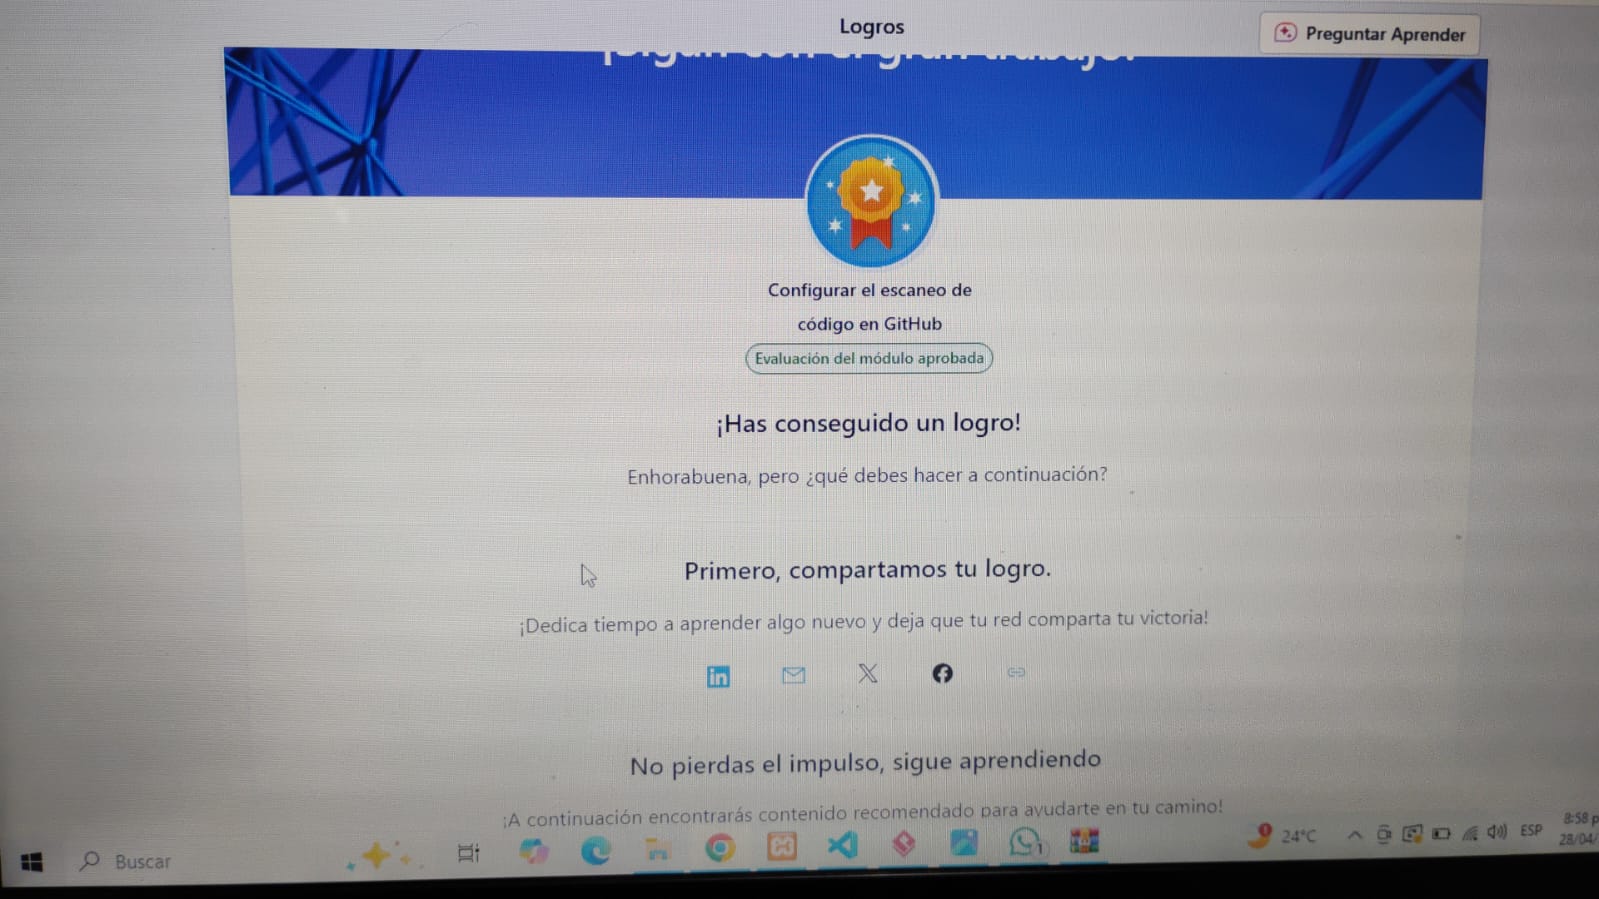 Logros
Preguntar Aprender
Configurar el escaneo de
código en GitHub
Evaluación del módulo aprobada
¡Has conseguido un logro!
Enhorabuena, pero ¿qué debes hacer a continuación?
Primero, compartamos tu logro.
¡Dedica tiempo a aprender algo nuevo y deja que tu red comparta tu victoria!
in
No pierdas el impulso, sigue aprendiendo
¡A continuación encontrarás contenido recomendado para ayudarte en tu camino!
Buscar
1
24°C
ESP
8:58 p
28/04/